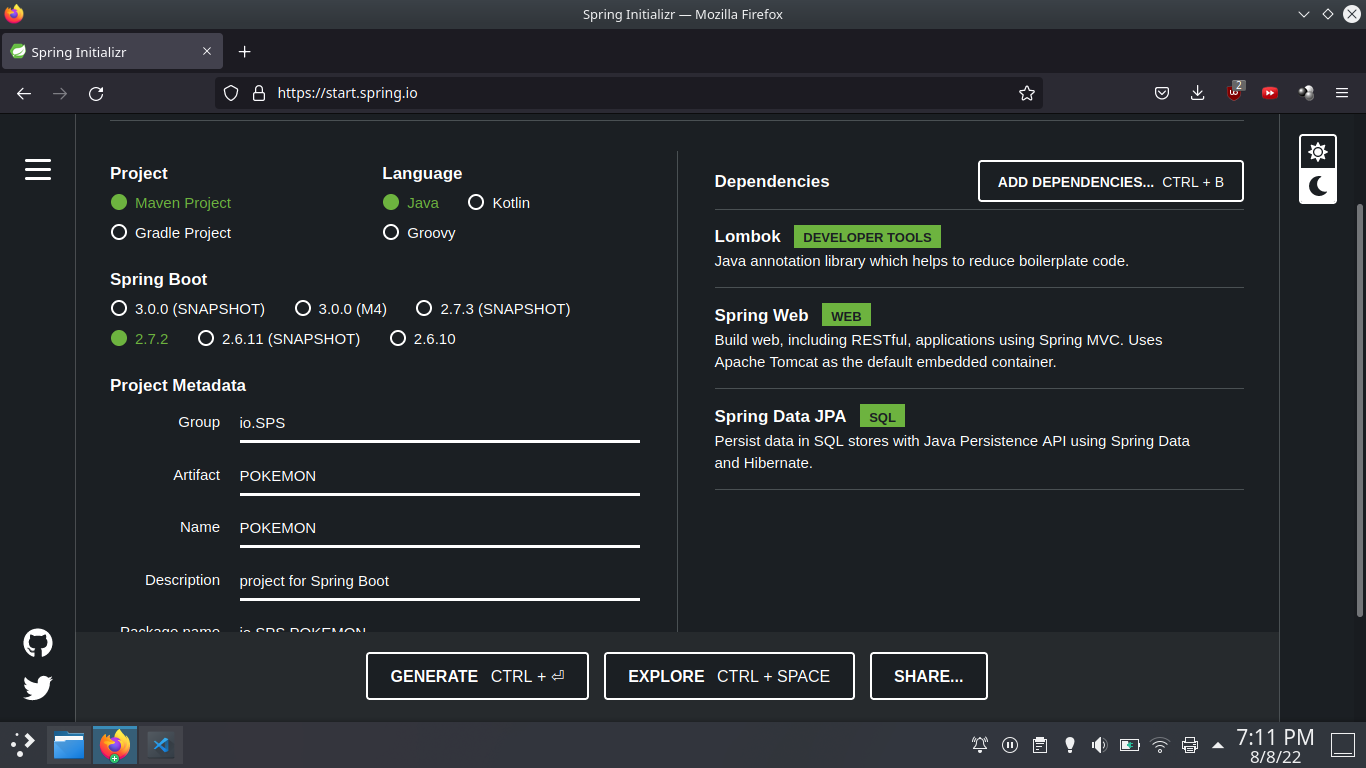 Spring Initializr — Mozilla Firefox
Spring Initializr
https://start.spring.io
2
Project
Maven Project
Gradle Project
Language
Java Kotlin
Groovy
Spring Boot
3.0.0 (SNAPSHOT) 3.0.0 (M4) 2.7.3 (SNAPSHOT)
2.7.2 2.6.11 (SNAPSHOT) 2.6.10
Project Metadata
Group io.SPS
Artifact POKEMON
Name POKEMON
Description project for Spring Boot
Package name io.SPS.POKEMON
Dependencies
ADD DEPENDENCIES... CTRL + B
Lombok DEVELOPER TOOLS
Java annotation library which helps to reduce boilerplate code.
Spring Web WEB
Build web, including RESTful, applications using Spring MVC. Uses
Apache Tomcat as the default embedded container.
Spring Data JPA SQL
Persist data in SQL stores with Java Persistence API using Spring Data
and Hibernate.
GENERATE CTRL + ⏎
EXPLORE CTRL + SPACE
SHARE...
7:11 PM
8/8/22